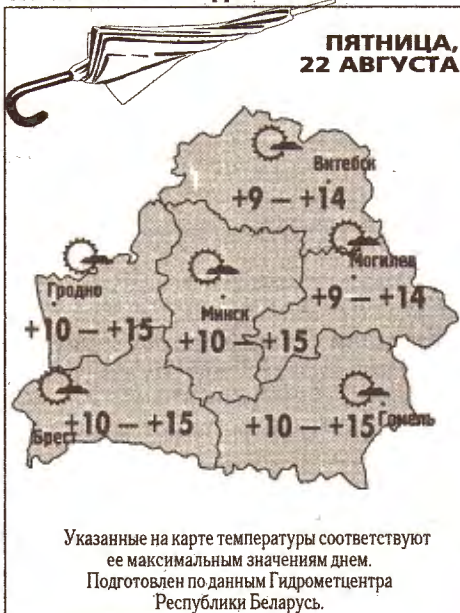 ПЯТНИЦА,
22 АВГУСТА
Витебск
+9 — +14
Могилев
+9 — +14
Гродно
+10 — +15
Минск
+10 — +15
Брест
+10 — +15
Гомель
+10 — +15
Указанные на карте температуры соответствуют
ее максимальным значениям днем.
Подготовлен по данным Гидрометцентра
Республики Беларусь.